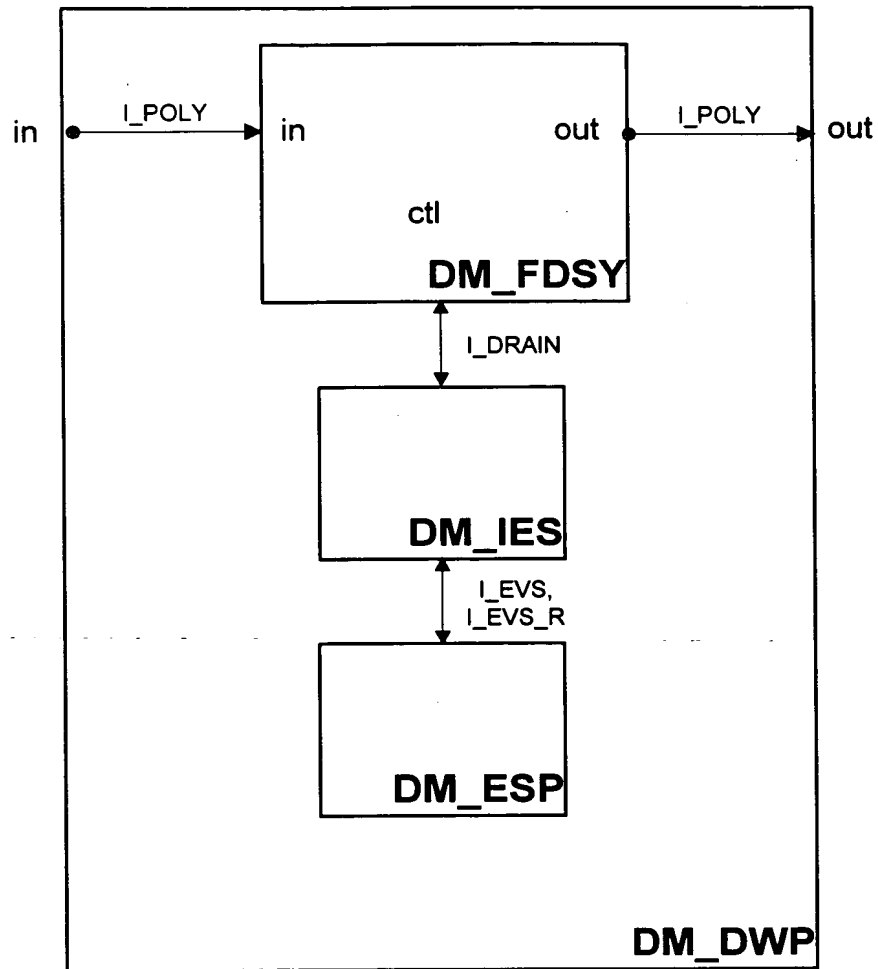 I_POLY
I_POLY
in
in
out
out
ctl
DM_FDSY
I_DRAIN
DM_IES
I_EVS,
I_EVS_R
DM_ESP
DM_DWP